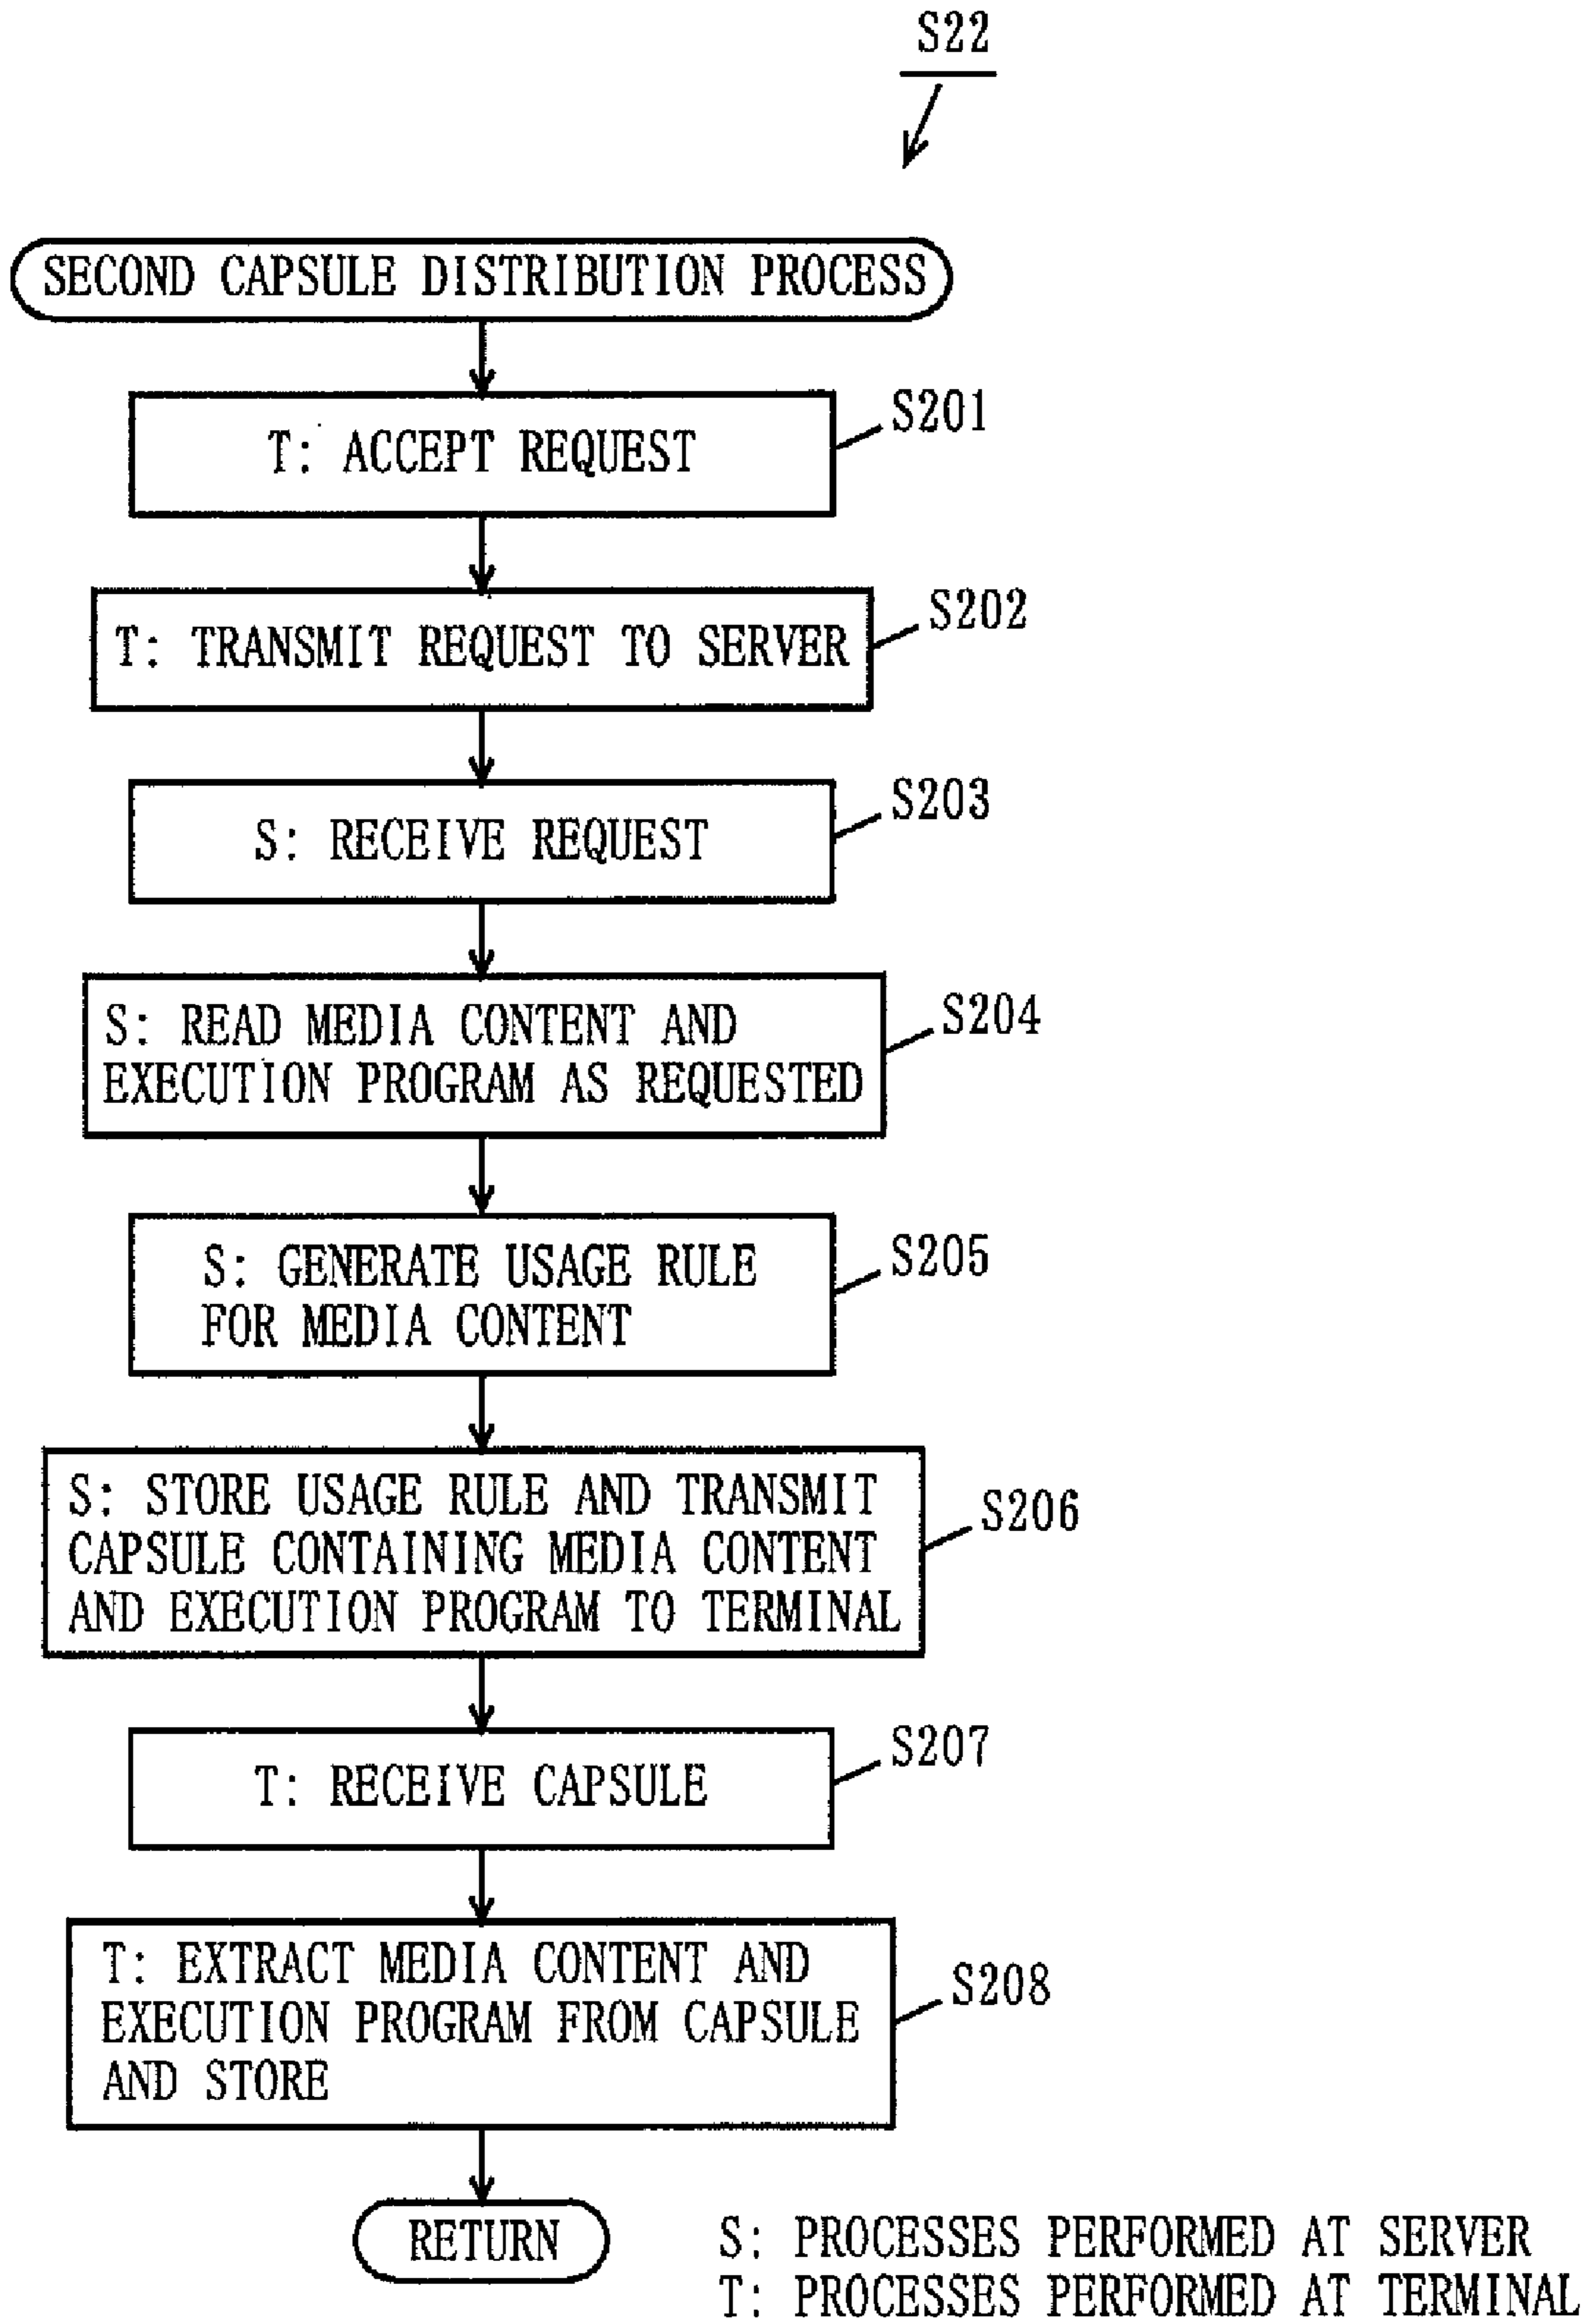 S22
SECOND CAPSULE DISTRIBUTION PROCESS
T: ACCEPT REQUEST
S201
T: TRANSMIT REQUEST TO SERVER
S202
S: RECEIVE REQUEST
S203
S: READ MEDIA CONTENT AND
EXECUTION PROGRAM AS REQUESTED
S204
S: GENERATE USAGE RULE
FOR MEDIA CONTENT
S205
S: STORE USAGE RULE AND TRANSMIT
CAPSULE CONTAINING MEDIA CONTENT
AND EXECUTION PROGRAM TO TERMINAL
S206
T: RECEIVE CAPSULE
S207
T: EXTRACT MEDIA CONTENT AND
EXECUTION PROGRAM FROM CAPSULE
AND STORE
S208
RETURN
S: PROCESSES PERFORMED AT SERVER
T: PROCESSES PERFORMED AT TERMINAL